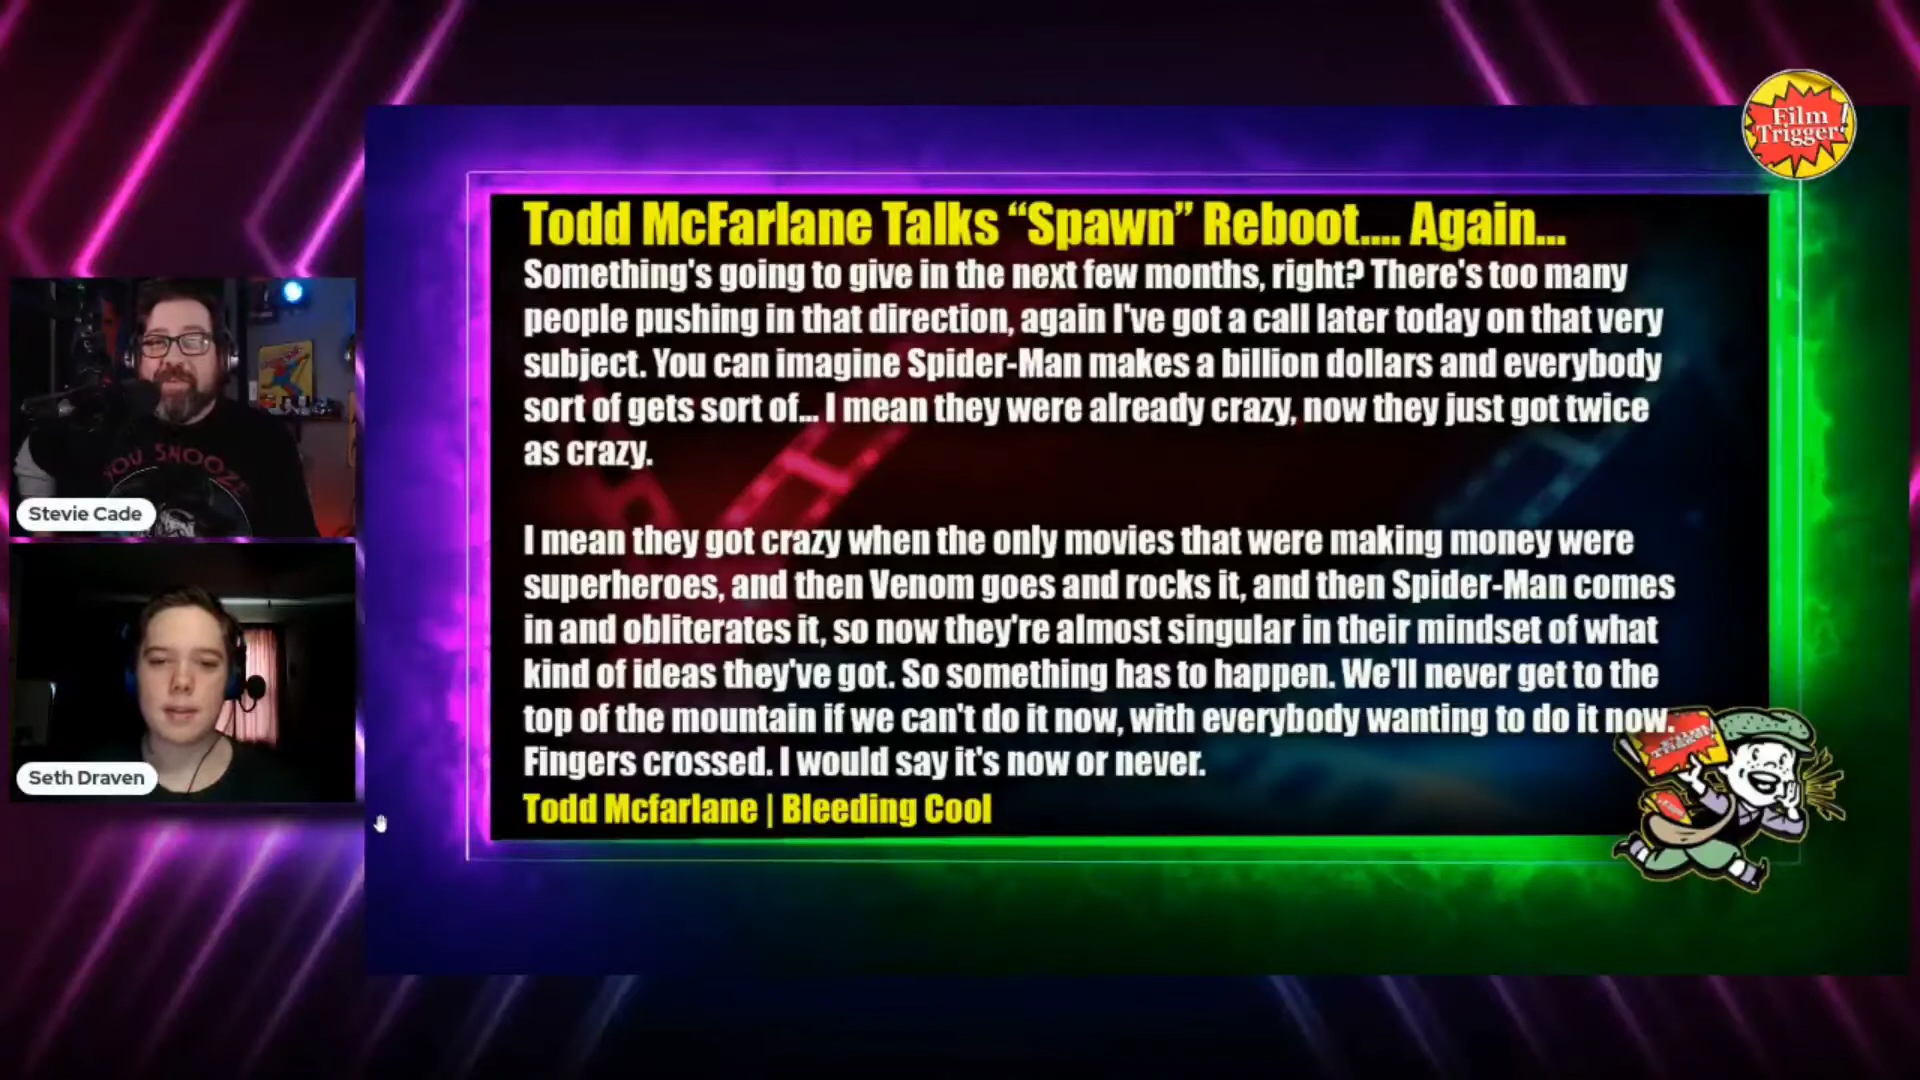 Film
Trigger!
Todd McFarlane Talks “Spawn” Reboot.... Again...
Something's going to give in the next few months, right? There's too many
people pushing in that direction, again I've got a call later today on that very
subject. You can imagine Spider-Man makes a billion dollars and everybody
sort of gets sort of... I mean they were already crazy, now they just got twice
as crazy.
I mean they got crazy when the only movies that were making money were
superheroes, and then Venom goes and rocks it, and then Spider-Man comes
in and obliterates it, so now they're almost singular in their mindset of what
kind of ideas they've got. So something has to happen. We'll never get to the
top of the mountain if we can't do it now, with everybody wanting to do it now.
Fingers crossed. I would say it's now or never.
Todd Mcfarlane | Bleeding Cool
YOU SNOOZE
Stevie Cade
Seth Draven